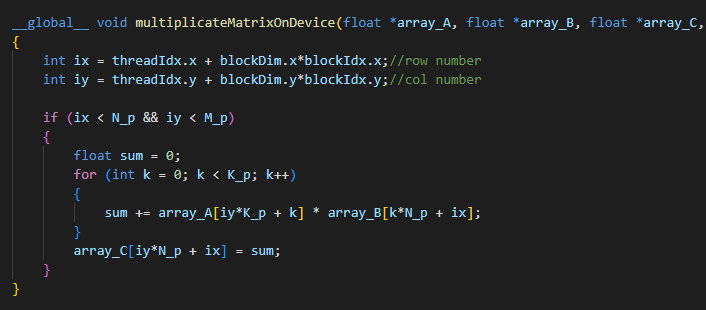 __global__ void multiplicateMatrixOnDevice(float *array_A, float *array_B, float *array_C,
{
    int ix = threadIdx.x + blockDim.x*blockIdx.x;//row number
    int iy = threadIdx.y + blockDim.y*blockIdx.y;//col number

    if (ix < N_p && iy < M_p)
    {
        float sum = 0;
        for (int k = 0; k < K_p; k++)
        {
            sum += array_A[iy*K_p + k] * array_B[k*N_p + ix];
        }
        array_C[iy*N_p + ix] = sum;
    }
}